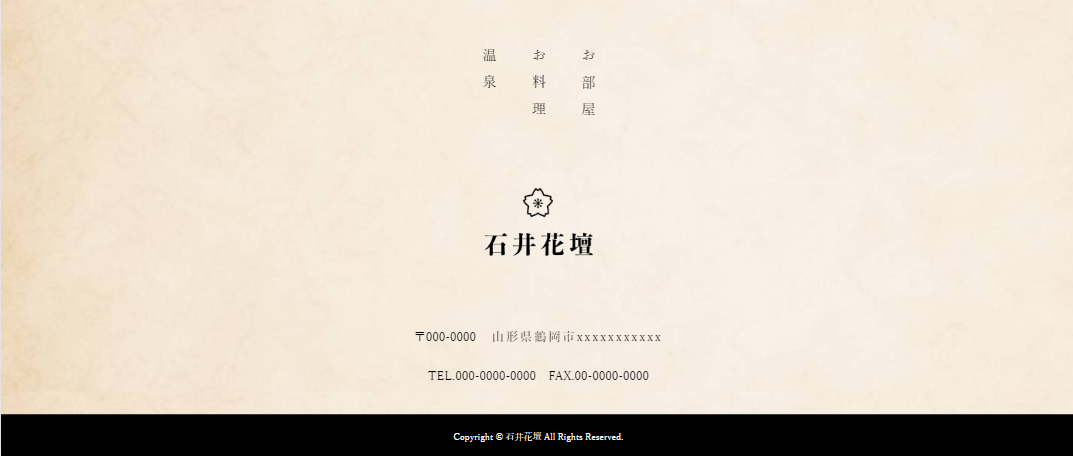 お部屋
お料理
温泉
石井花壇
〒000-0000 山形県鶴岡市xxxxxxxxxxx
TEL.000-0000-0000 FAX.00-0000-0000
Copyright © 石井花壇 All Rights Reserved.